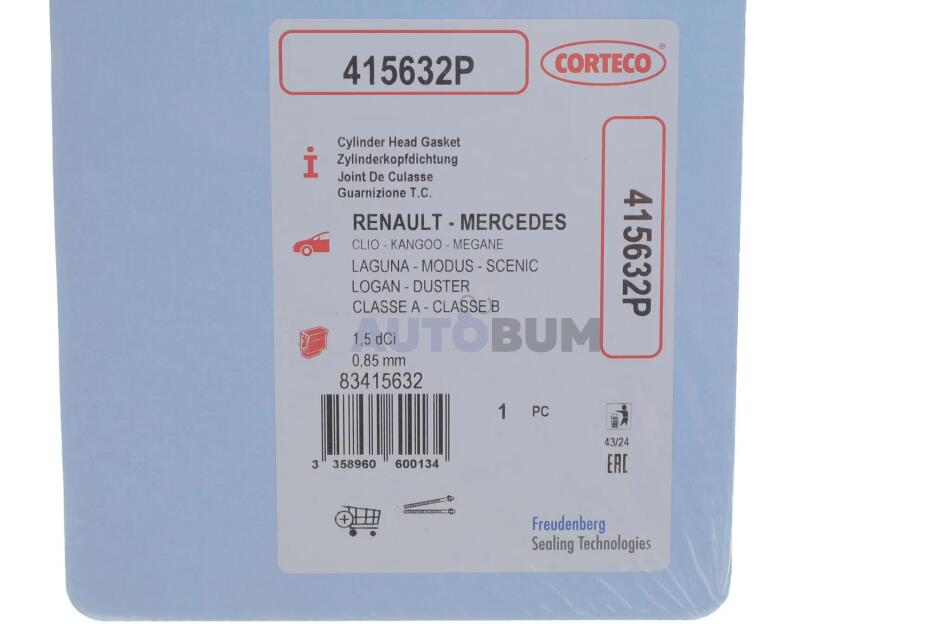 415632P
CORTECO®
Cylinder Head Gasket
Zylinderkopfdichtung
Joint De Culasse
Guarnizione T.C.
415632P
RENAULT - MERCEDES
CLIO - KANGOO - MEGANE
LAGUNA - MODUS - SCENIC
LOGAN - DUSTER
CLASSE A - CLASSE B
AUTOBUM
1,5 dCi
0,85 mm
83415632
1 PC
3 358960 600134
43/24
EAC
Freudenberg
Sealing Technologies